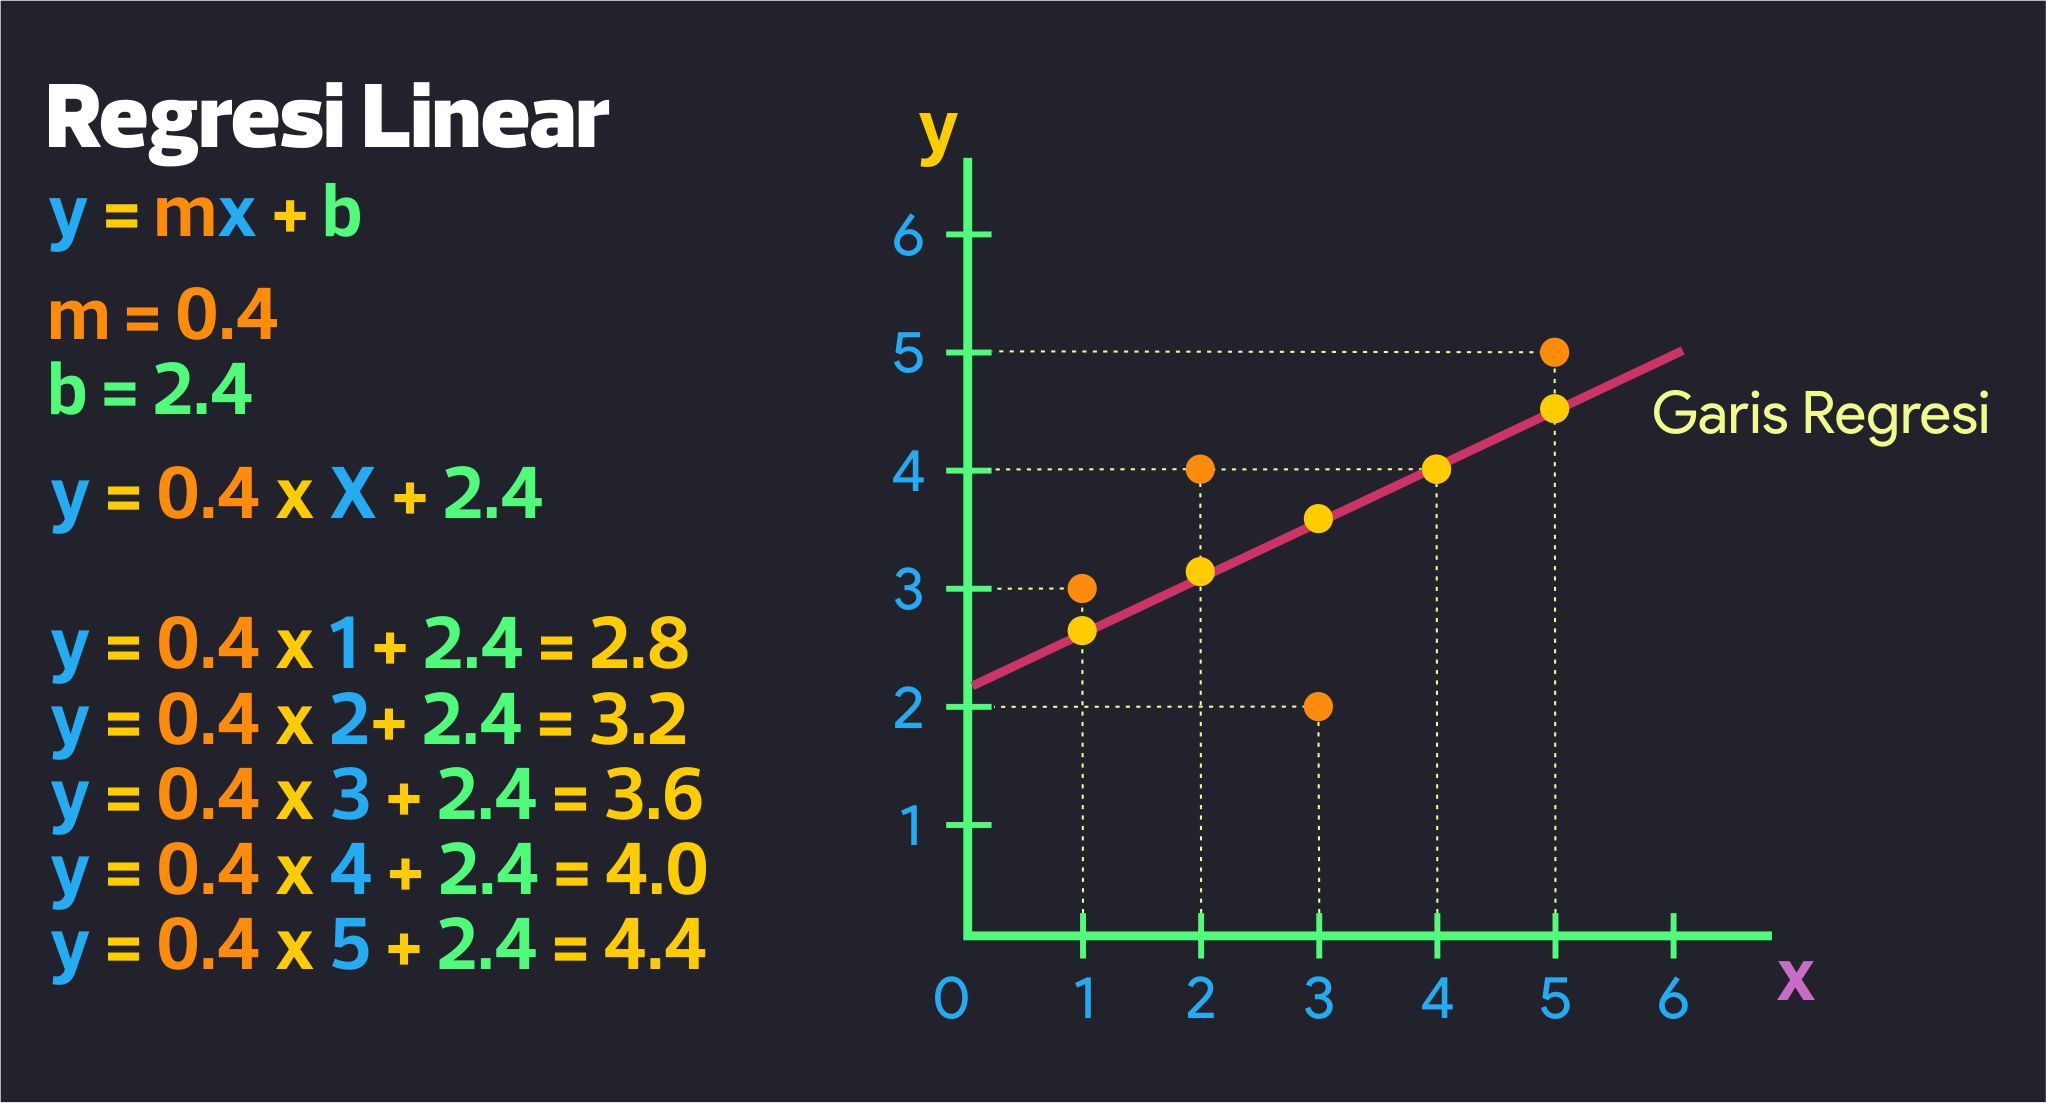 Regresi Linear
y = mx + b
m = 0.4
b = 2.4
y = 0.4 x X + 2.4
y = 0.4 x 1 + 2.4 = 2.8
y = 0.4 x 2 + 2.4 = 3.2
y = 0.4 x 3 + 2.4 = 3.6
y = 0.4 x 4 + 2.4 = 4.0
y = 0.4 x 5 + 2.4 = 4.4
y
6
5
4
3
2
1
Garis Regresi
0 1 2 3 4 5 6
x